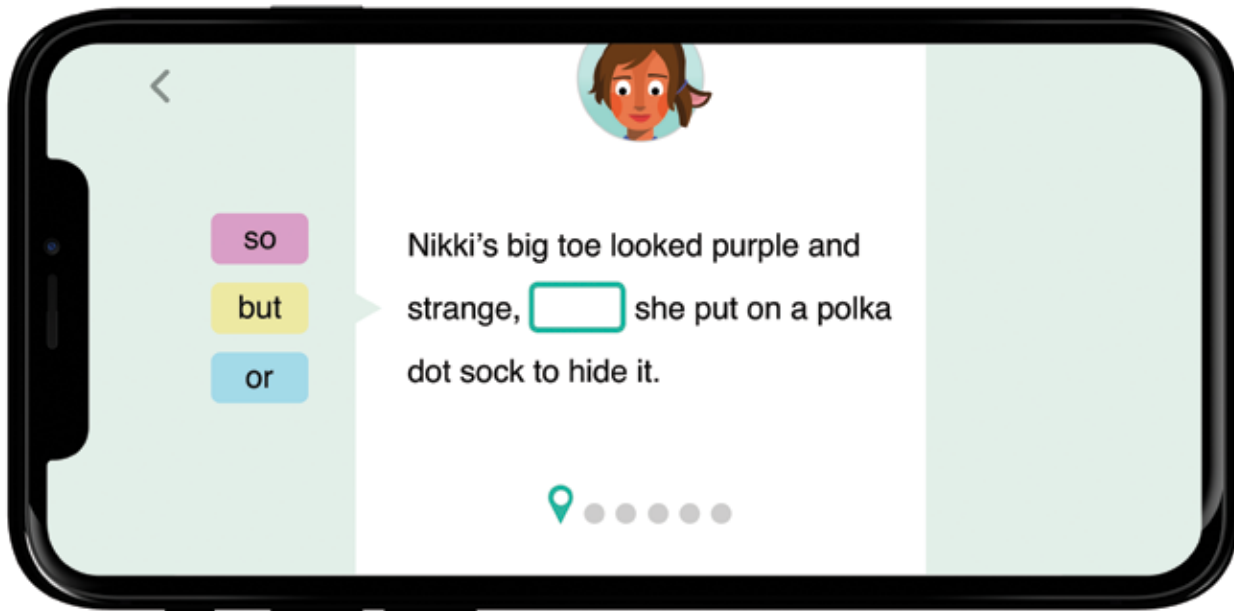 so
but
or
Nikki’s big toe looked purple and
strange, she put on a polka
dot sock to hide it.